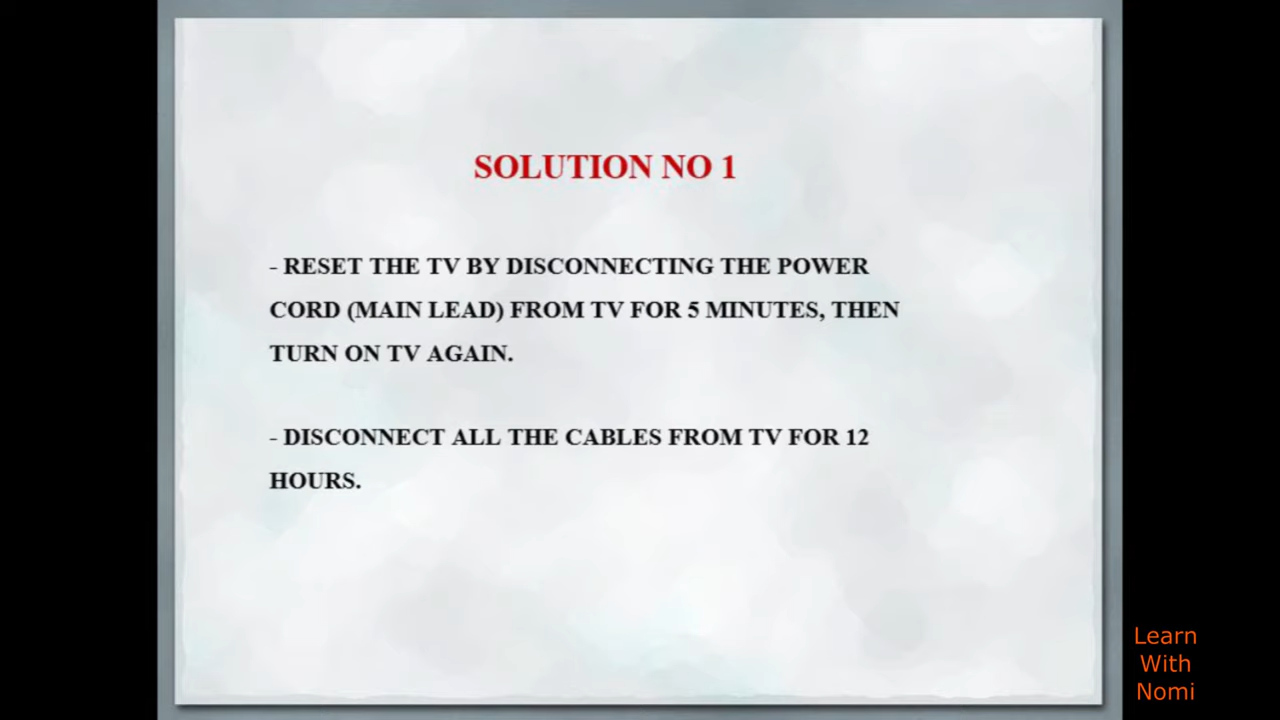 SOLUTION NO 1
- RESET THE TV BY DISCONNECTING THE POWER
CORD (MAIN LEAD) FROM TV FOR 5 MINUTES, THEN
TURN ON TV AGAIN.
- DISCONNECT ALL THE CABLES FROM TV FOR 12
HOURS.
Learn
With
Nomi